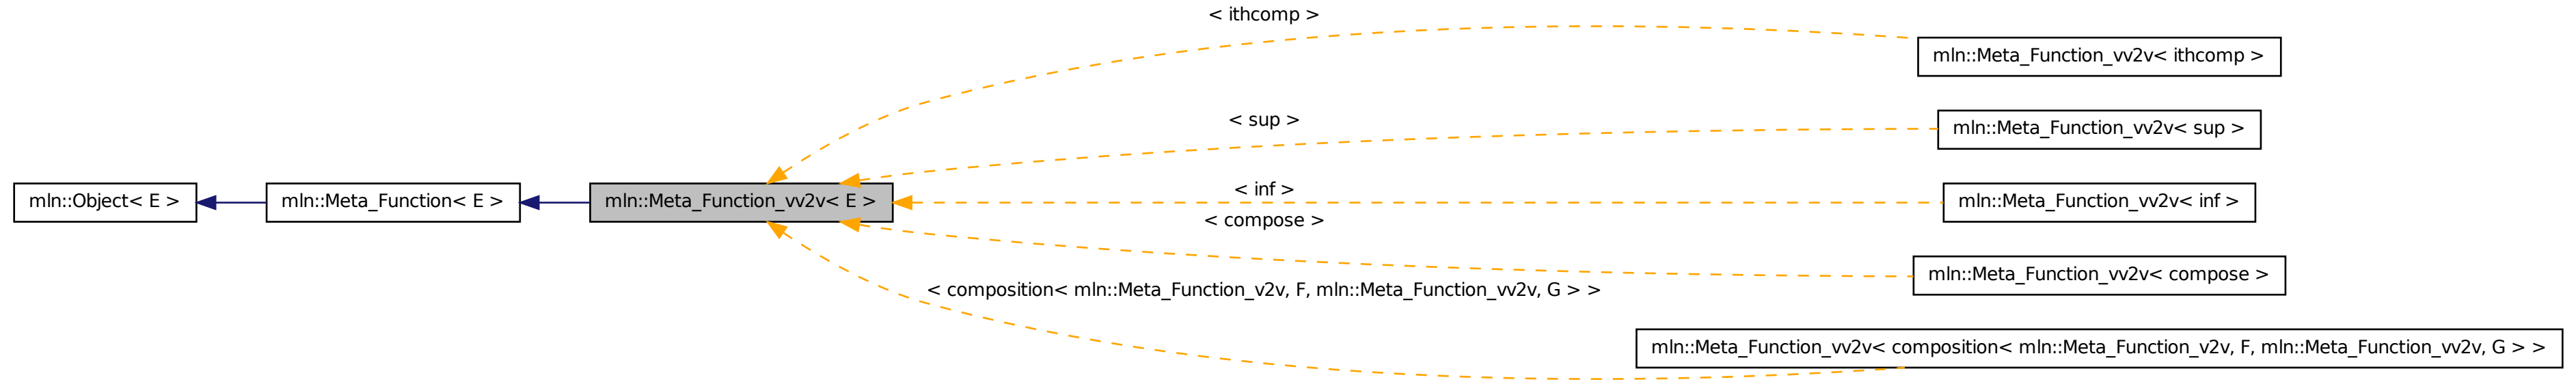 < ithcomp >
mln::Meta_Function_vv2v< ithcomp >
< sup >
mln::Meta_Function_vv2v< sup >
mln::Object< E >
mln::Meta_Function< E >
mln::Meta_Function_vv2v< E >
< inf >
mln::Meta_Function_vv2v< inf >
< compose >
mln::Meta_Function_vv2v< compose >
< composition< mln::Meta_Function_v2v, F, mln::Meta_Function_vv2v, G > >
mln::Meta_Function_vv2v< composition< mln::Meta_Function_v2v, F, mln::Meta_Function_vv2v, G > >